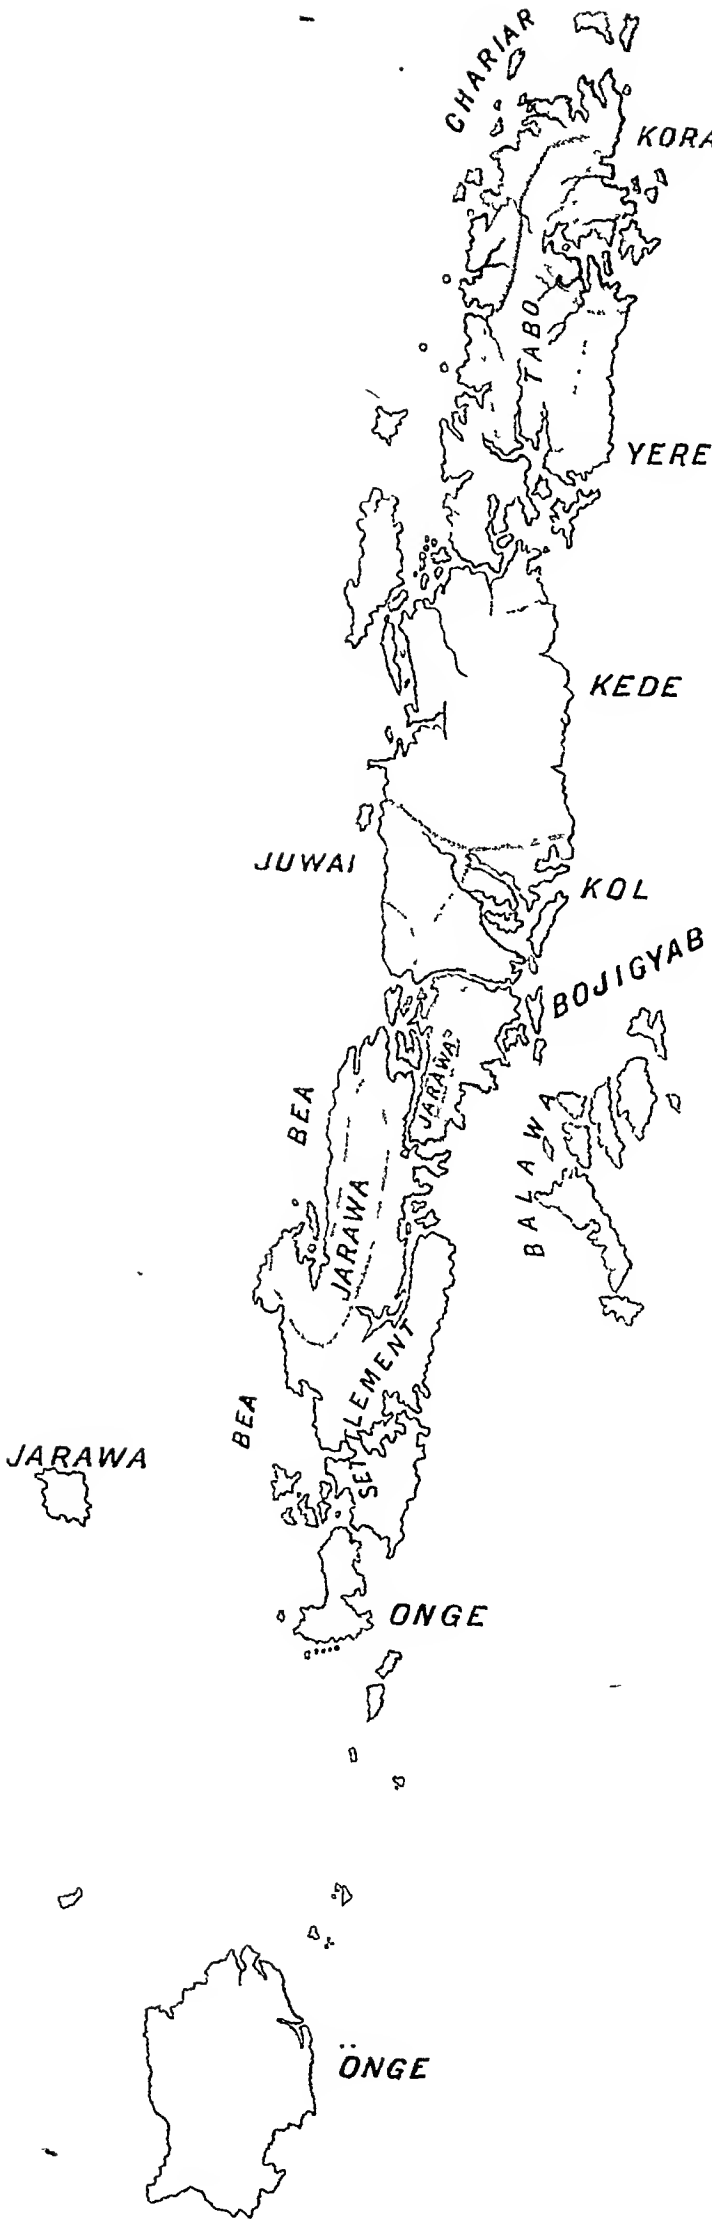 CHARIAR
KORA
TABO
YERE
KEDE
JUWAI
KOL
BOJIGYAB
JARAWA?
BEA
BALAWA
JARAWA
SETTLEMENT
BEA
JARAWA
ONGE
ÖNGE